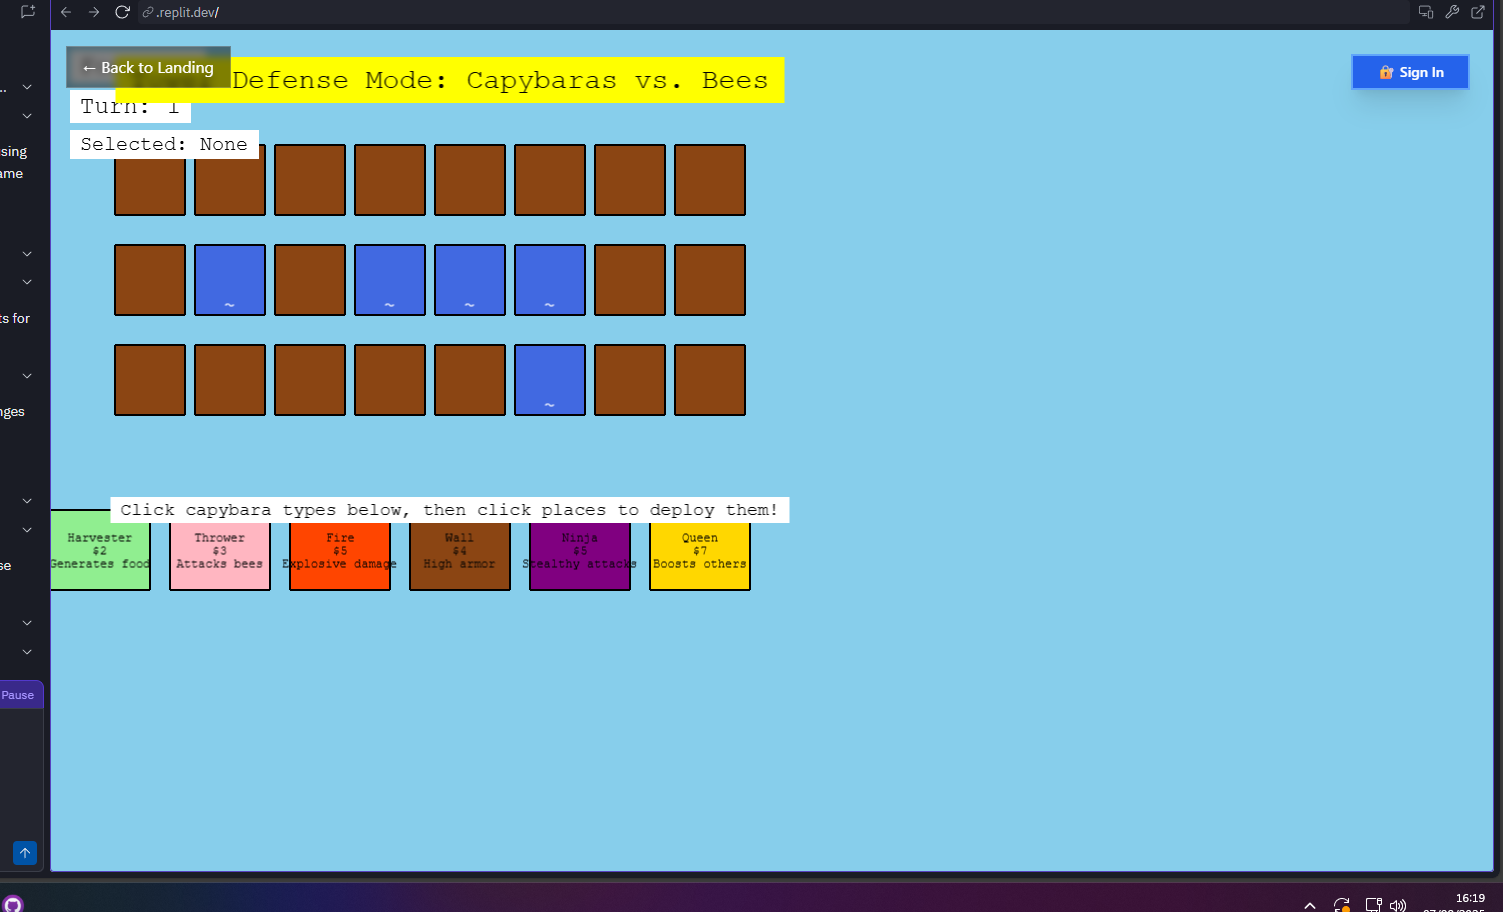 .replit.dev/
← Back to Landing
Defense Mode: Capybaras vs. Bees
Sign In
Turn: 1
Selected: None
...
sing
ame
~ ~ ~ ~
ts for
~
nges
Click capybara types below, then click places to deploy them!
Harvester
$2
Generates food
Thrower
$3
Attacks bees
Fire
$5
Explosive damage
Wall
$4
High armor
Ninja
$5
Stealthy attacks
Queen
$7
Boosts others
se
Pause
16:19